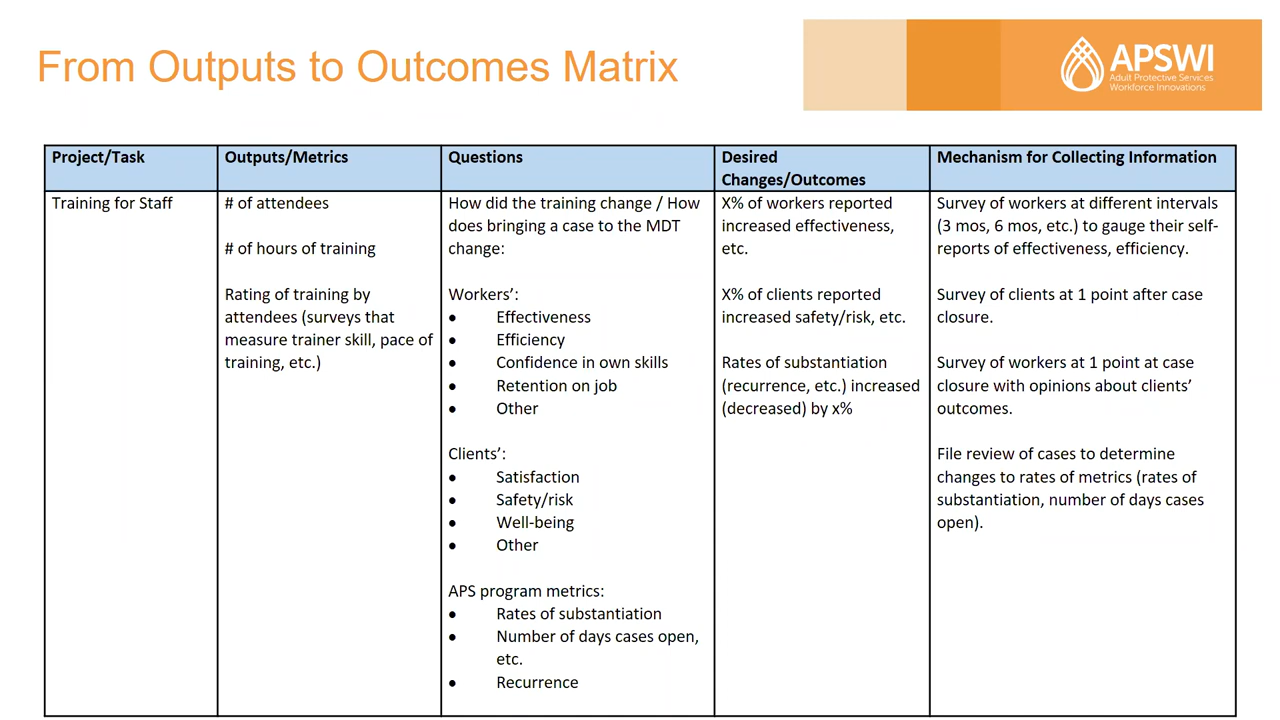 From Outputs to Outcomes Matrix
APSWI
Adult Protective Services
Workforce Innovations
Project/Task
Outputs/Metrics
Questions
Desired
Changes/Outcomes
Mechanism for Collecting Information
Training for Staff
# of attendees
# of hours of training
Rating of training by
attendees (surveys that
measure trainer skill, pace of
training, etc.)
How did the training change / How
does bringing a case to the MDT
change:
Workers’:
• Effectiveness
• Efficiency
• Confidence in own skills
• Retention on job
• Other
Clients’:
• Satisfaction
• Safety/risk
• Well-being
• Other
APS program metrics:
• Rates of substantiation
• Number of days cases open,
etc.
• Recurrence
X% of workers reported
increased effectiveness,
etc.
X% of clients reported
increased safety/risk, etc.
Rates of substantiation
(recurrence, etc.) increased
(decreased) by x%
Survey of workers at different intervals
(3 mos, 6 mos, etc.) to gauge their self-
reports of effectiveness, efficiency.
Survey of clients at 1 point after case
closure.
Survey of workers at 1 point at case
closure with opinions about clients’
outcomes.
File review of cases to determine
changes to rates of metrics (rates of
substantiation, number of days cases
open).